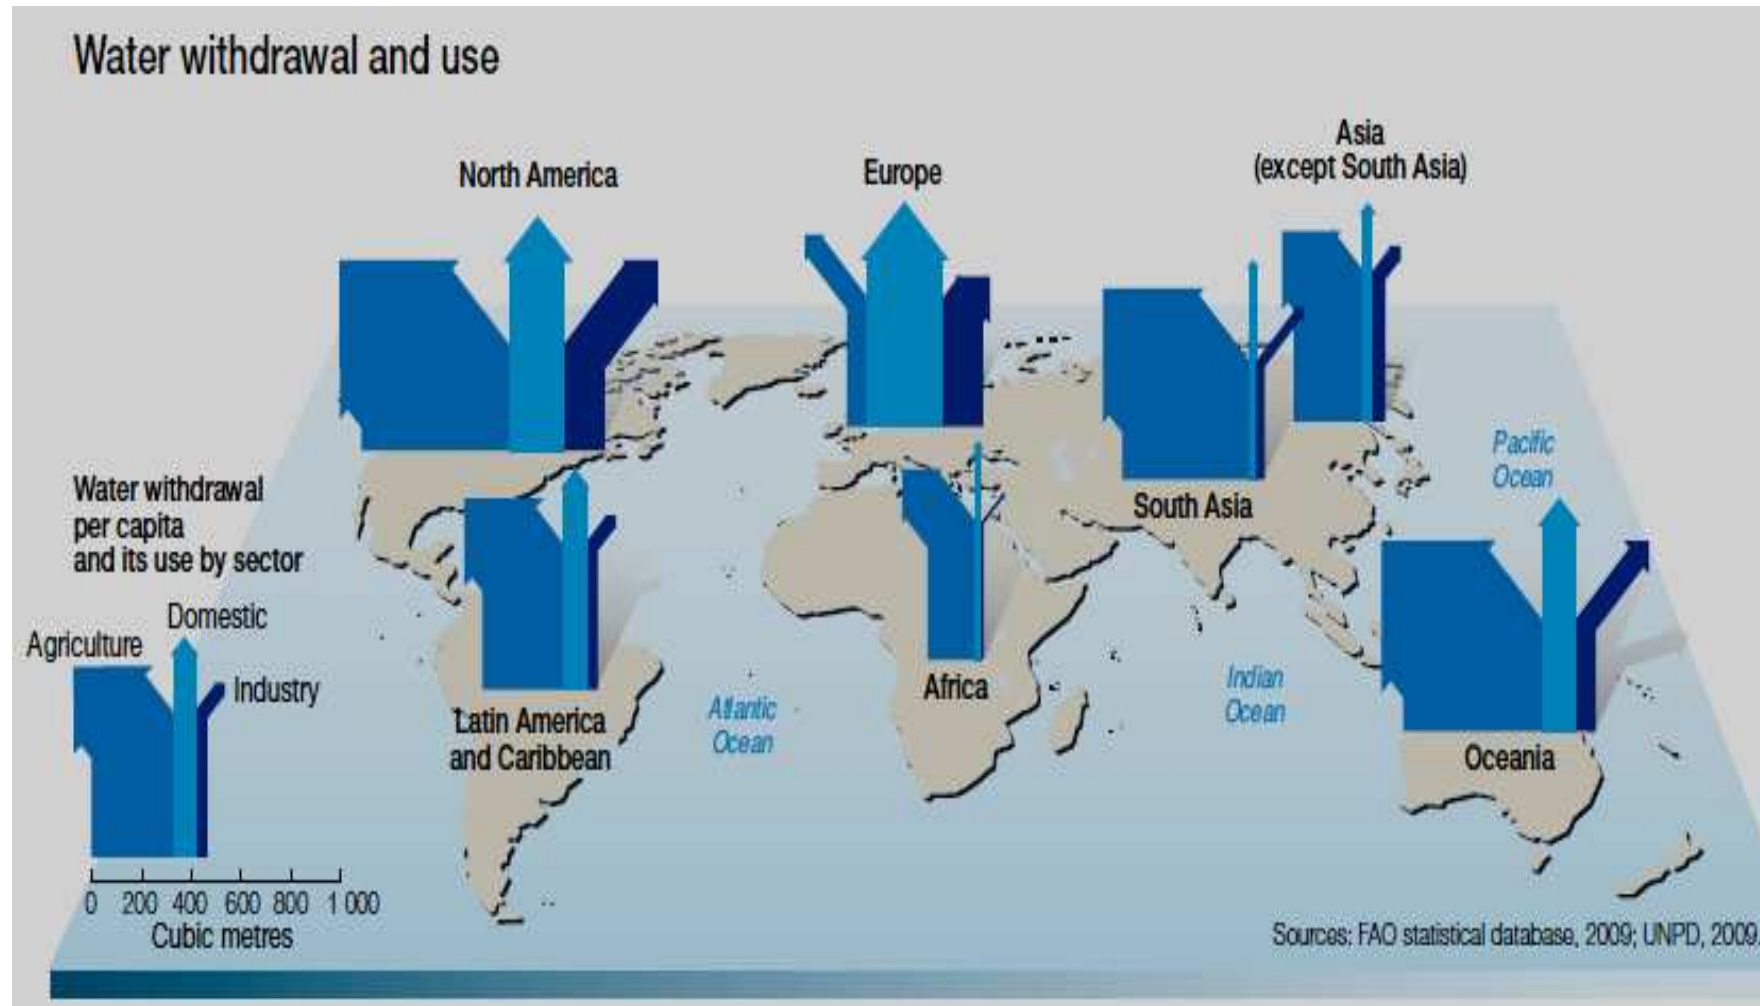 Water withdrawal and use
North America
Europe
Asia
(except South Asia)
Water withdrawal
per capita
and its use by sector
Domestic
Agriculture
Industry
0 200 400 600 800 1 000
Cubic metres
Latin America
and Caribbean
Atlantic
Ocean
Africa
South Asia
Indian
Ocean
Pacific
Ocean
Oceania
Sources: FAO statistical database, 2009; UNPD, 2009.